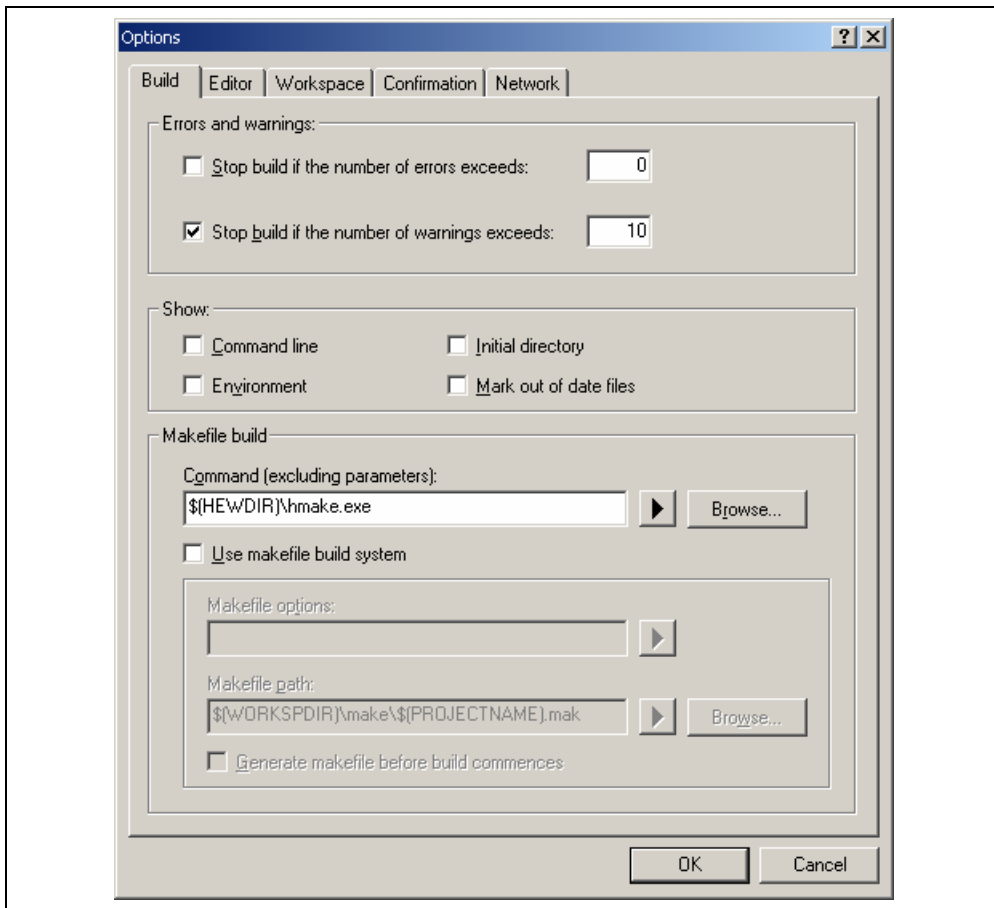 Options
Build Editor Workspace Confirmation Network
Errors and warnings:
Stop build if the number of errors exceeds: 0
Stop build if the number of warnings exceeds: 10
Show:
Command line Initial directory
Environment Mark out of date files
Makefile build
Command (excluding parameters):
$(HEWDIR)\hmake.exe Browse...
Use makefile build system
Makefile options:
Makefile path:
$(WORKSPDIR)\make\$(PROJECTNAME).mak Browse...
Generate makefile before build commences
OK Cancel